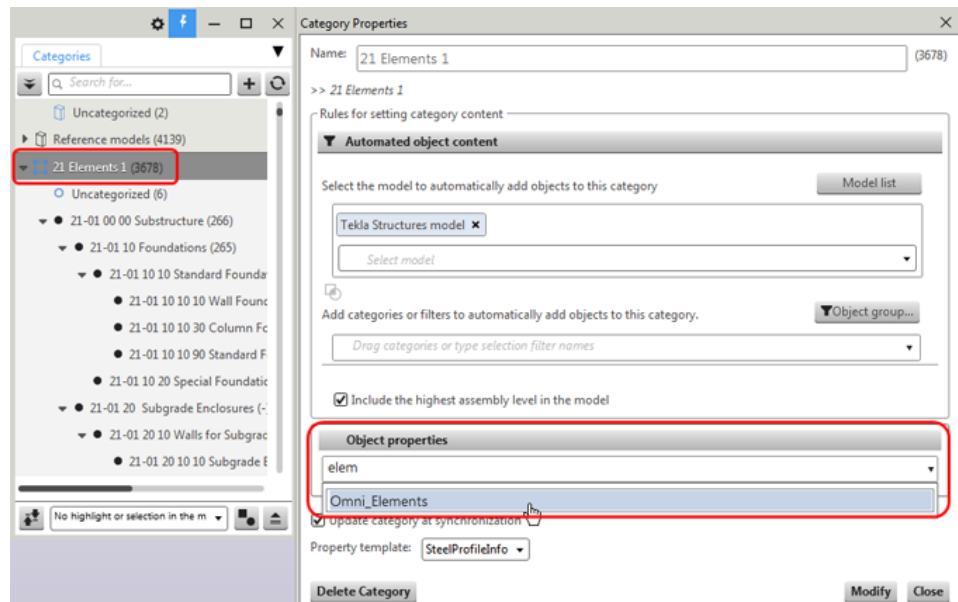 Categories
Search for...
Uncategorized (2)
Reference models (4139)
21 Elements 1 (3678)
Uncategorized (6)
21-01 00 00 Substructure (266)
21-01 10 Foundations (265)
21-01 10 10 Standard Founda
21-01 10 10 10 Wall Found
21-01 10 10 30 Column Fo
21-01 10 10 90 Standard F
21-01 10 20 Special Foundatic
21-01 20 Subgrade Enclosures (-
21-01 20 10 Walls for Subgrac
21-01 20 10 10 Subgrade E
No highlight or selection in the m
Category Properties
Name: 21 Elements 1 (3678)
>> 21 Elements 1
Rules for setting category content
Automated object content
Select the model to automatically add objects to this category Model list
Tekla Structures model
Select model
Add categories or filters to automatically add objects to this category. Object group...
Drag categories or type selection filter names
Include the highest assembly level in the model
Object properties
elem
Omni_Elements
Update category at synchronization
Property template: SteelProfileInfo
Delete Category Modify Close